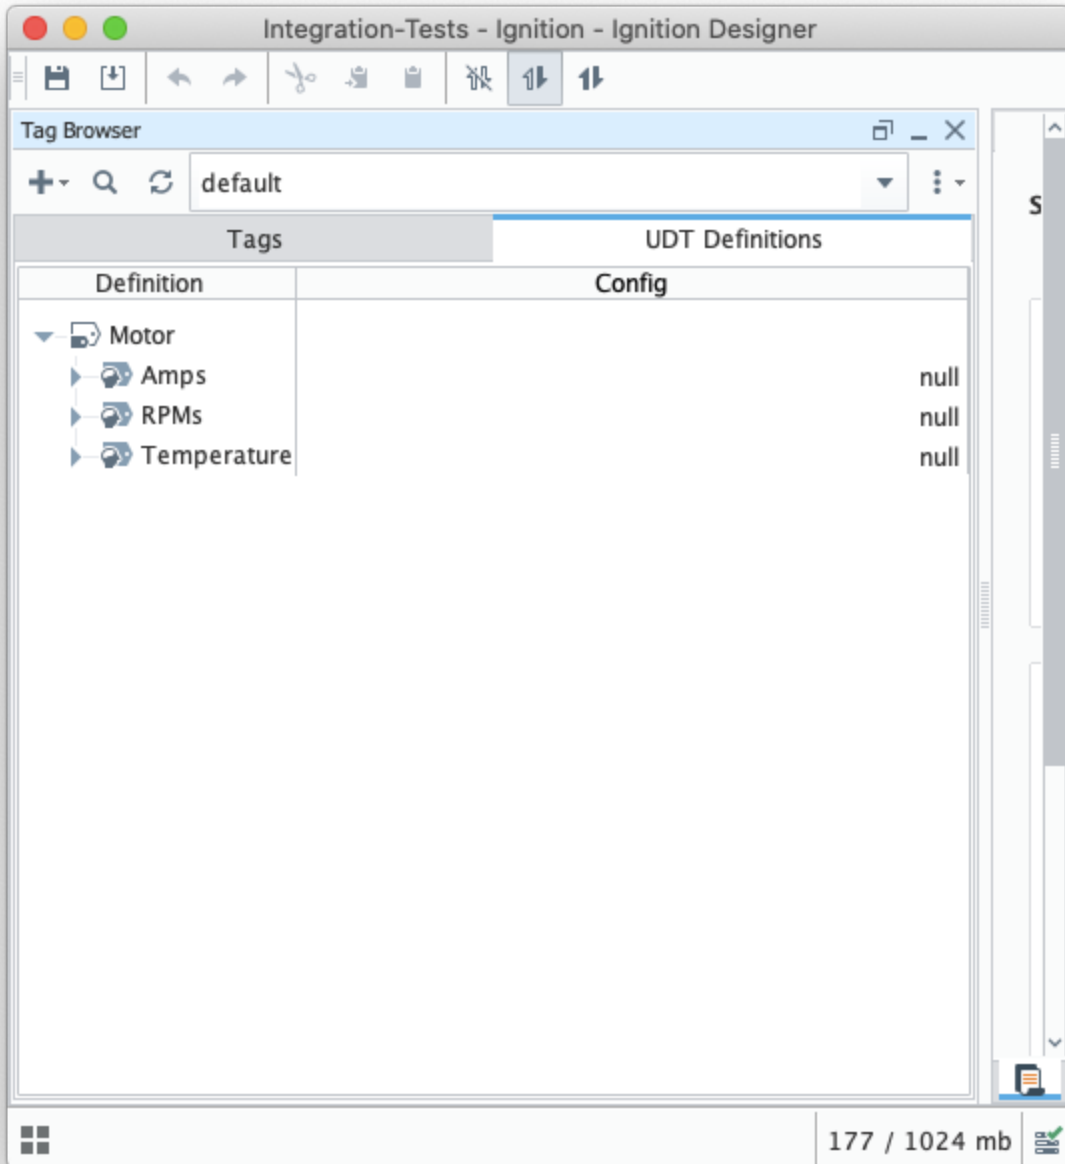 Integration-Tests - Ignition - Ignition Designer
Tag Browser
default
Tags UDT Definitions
Definition Config
Motor
Amps null
RPMs null
Temperature null
S
177 / 1024 mb